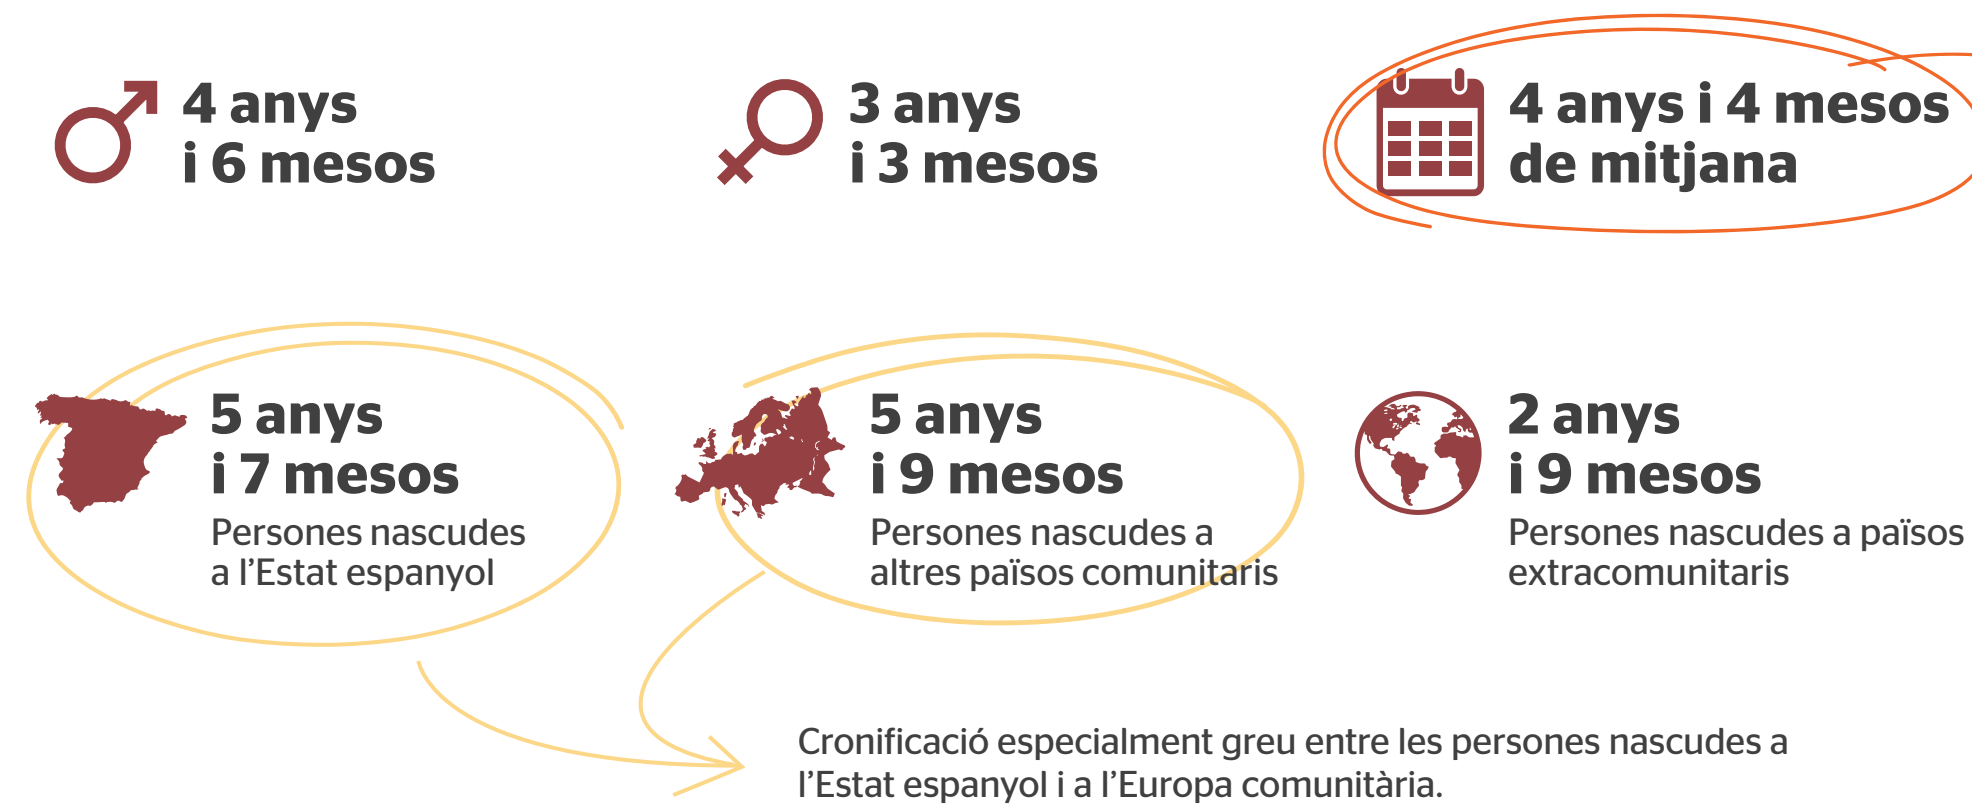 4 anys
i 6 mesos
3 anys
i 3 mesos
4 anys i 4 mesos
de mitjana
5 anys
i 7 mesos
Persones nascudes
a l’Estat espanyol
5 anys
i 9 mesos
Persones nascudes a
altres països comunitaris
2 anys
i 9 mesos
Persones nascudes a països
extracomunitaris
Cronificació especialment greu entre les persones nascudes a
l’Estat espanyol i a l’Europa comunitària.